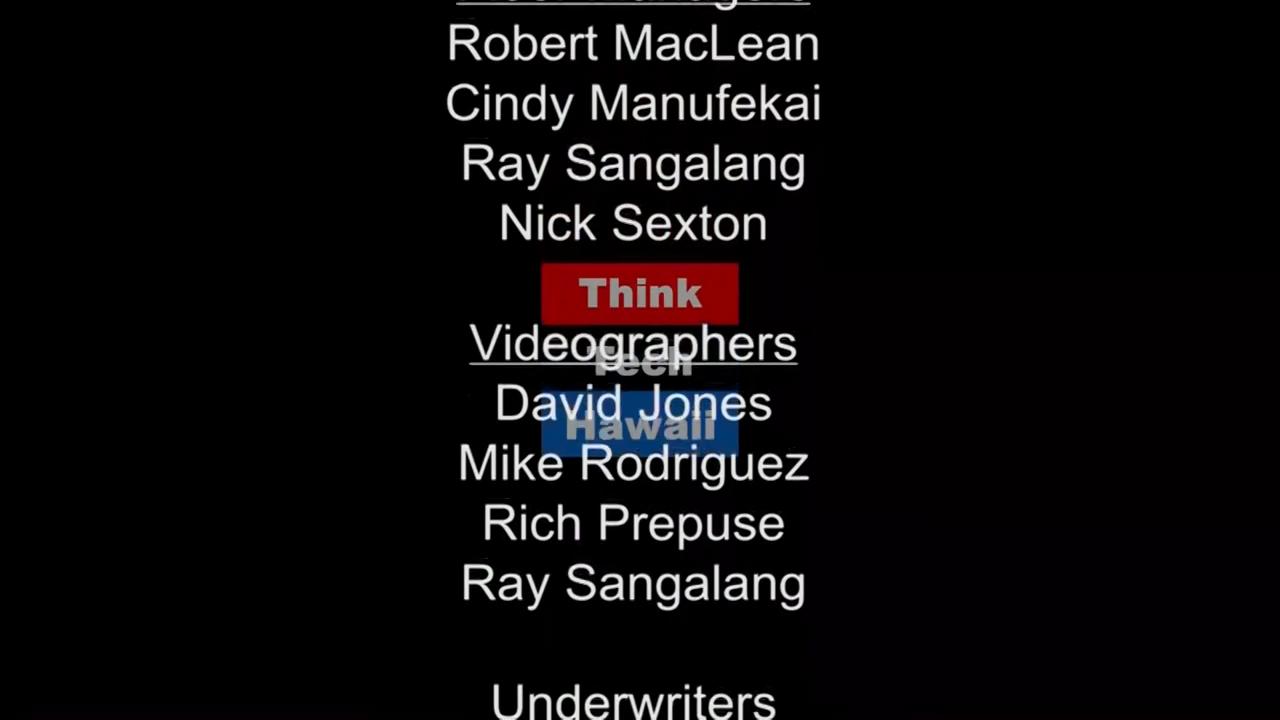 Robert MacLean
Cindy Manufekai
Ray Sangalang
Nick Sexton
Think
Videographers
Tech
David Jones
Hawaii
Mike Rodriguez
Rich Prepuse
Ray Sangalang
Underwriters